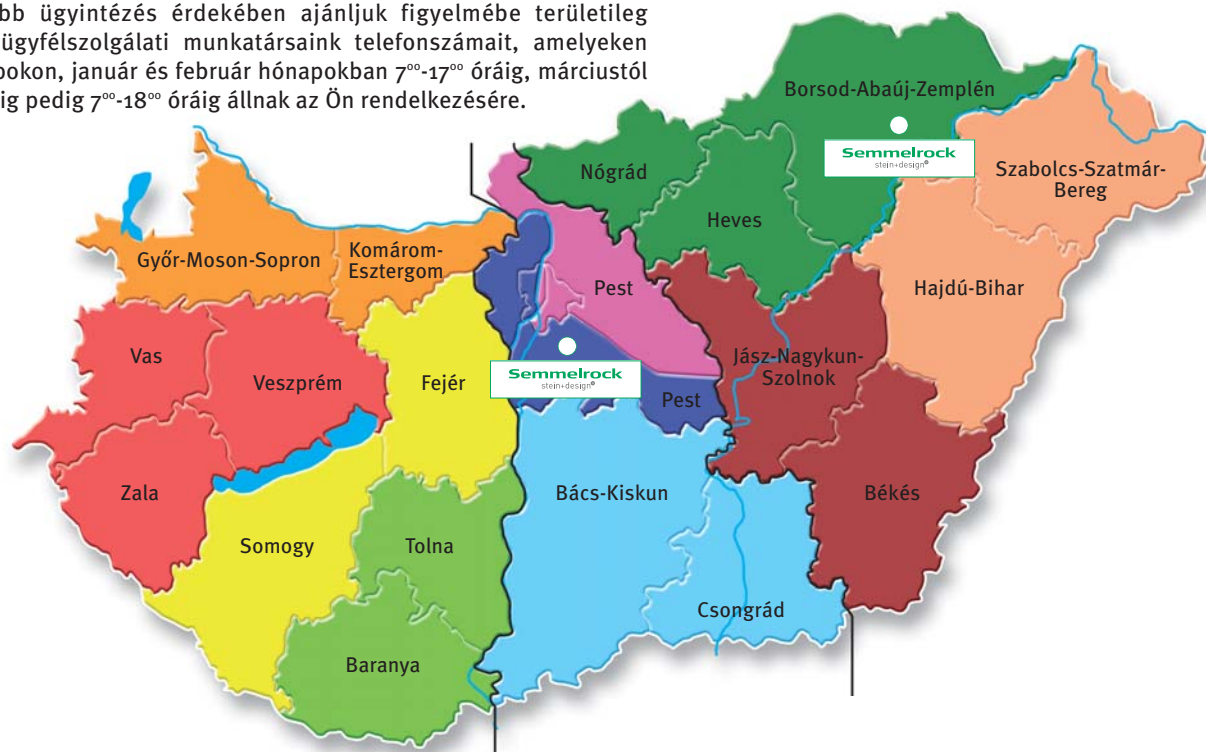 bb ügyintézés érdekében ajánljuk figyelmébe területileg
ügyfélszolgálati munkatársaink telefonszámait, amelyeken
január és február hónapokban 7⁰⁰-17⁰⁰ óráig, márciustól
ig pedig 7⁰⁰-18⁰⁰ óráig állnak az Ön rendelkezésére.
Borsod-Abaúj-Zemplén
Semmelrock
stein+design®
Szabolcs-Szatmár-
Bereg
Nógrád
Heves
Győr-Moson-Sopron
Komárom-
Esztergom
Pest
Hajdú-Bihar
Vas
Veszprém
Fejér
Semmelrock
stein+design®
Pest
Jász-Nagykun-
Szolnok
Zala
Bács-Kiskun
Békés
Somogy
Tolna
Csongrád
Baranya